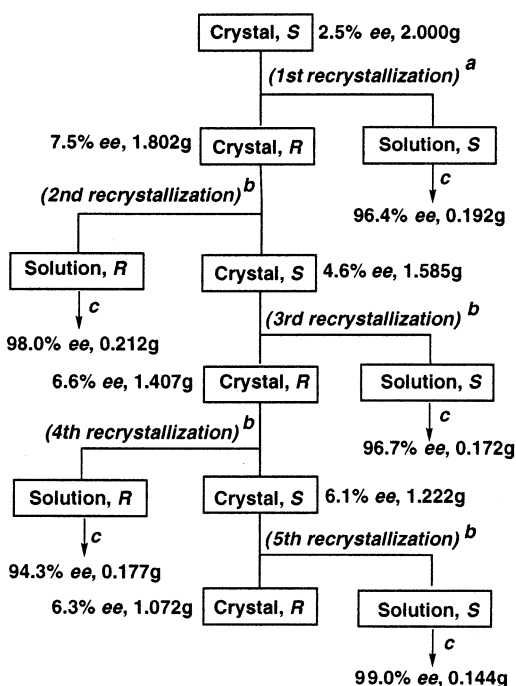 Crystal, S 2.5% ee, 2.000g
(1st recrystallization) a
7.5% ee, 1.802g Crystal, R Solution, S
c
(2nd recrystallization) b
96.4% ee, 0.192g
Solution, R Crystal, S 4.6% ee, 1.585g
c
(3rd recrystallization) b
98.0% ee, 0.212g
6.6% ee, 1.407g Crystal, R Solution, S
c
(4th recrystallization) b
96.7% ee, 0.172g
Solution, R Crystal, S 6.1% ee, 1.222g
c
(5th recrystallization) b
94.3% ee, 0.177g
6.3% ee, 1.072g Crystal, R Solution, S
c
99.0% ee, 0.144g